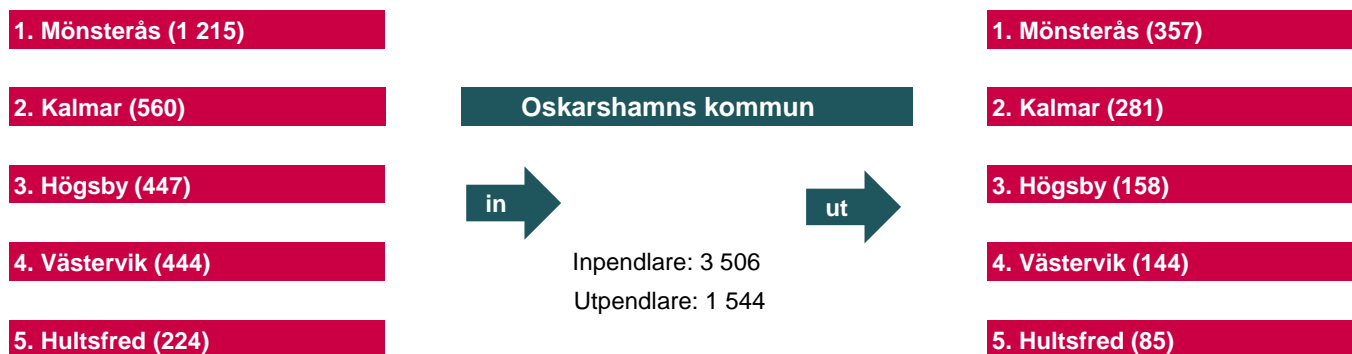 1. Mönsterås (1 215)
2. Kalmar (560)
3. Högsby (447)
4. Västervik (444)
5. Hultsfred (224)
Oskarshamns kommun
in
ut
Inpendlare: 3 506
Utpendlare: 1 544
1. Mönsterås (357)
2. Kalmar (281)
3. Högsby (158)
4. Västervik (144)
5. Hultsfred (85)